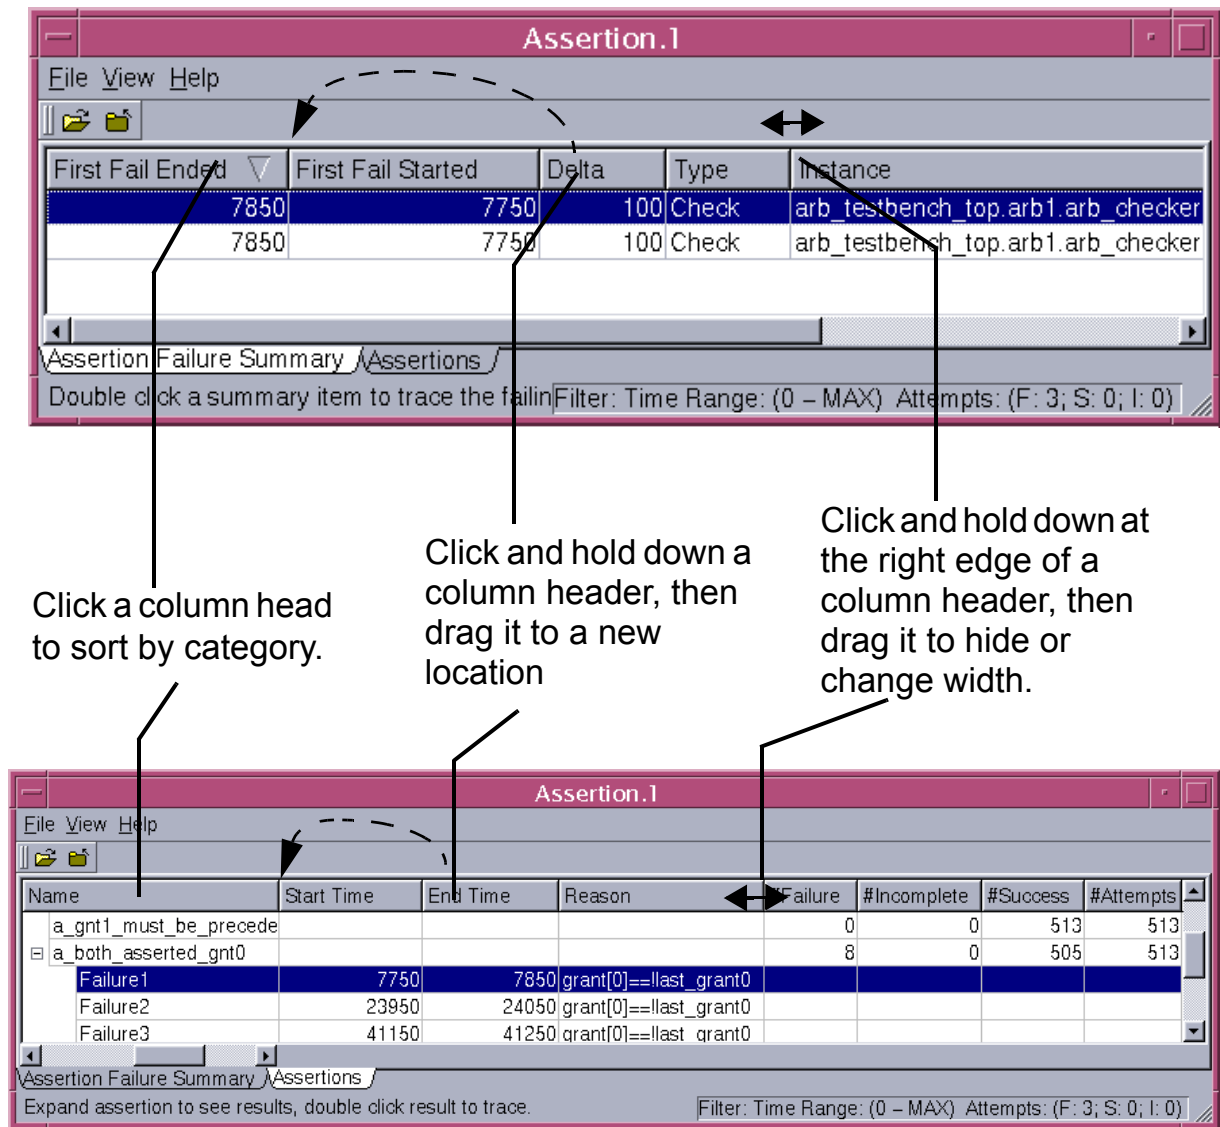 Assertion.1
File View Help
First Fail Ended First Fail Started Delta Type Instance
7850 7750 100 Check arb_testbench_top.arb1.arb_checker
7850 7750 100 Check arb_testbench_top.arb1.arb_checker
Assertion Failure Summary Assertions
Double click a summary item to trace the failin Filter: Time Range: (0 – MAX) Attempts: (F: 3; S: 0; I: 0)
Click a column head
to sort by category.
Click and hold down a
column header, then
drag it to a new
location
Click and hold down at
the right edge of a
column header, then
drag it to hide or
change width.
Assertion.1
File View Help
Name Start Time End Time Reason #Failure #Incomplete #Success #Attempts
a_gnt1_must_be_precede 0 0 513 513
a_both_asserted_gnt0 8 0 505 513
Failure1 7750 7850 grant[0]==!last_grant0
Failure2 23950 24050 grant[0]==!last_grant0
Failure3 41150 41250 grant[0]==!last_grant0
Assertion Failure Summary Assertions
Expand assertion to see results, double click result to trace. Filter: Time Range: (0 – MAX) Attempts: (F: 3; S: 0; I: 0)